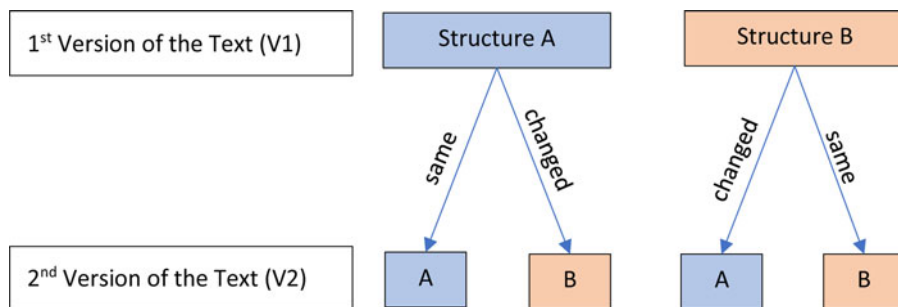 1st Version of the Text (V1)
Structure A
Structure B
same
changed
changed
same
2nd Version of the Text (V2)
A
B
A
B